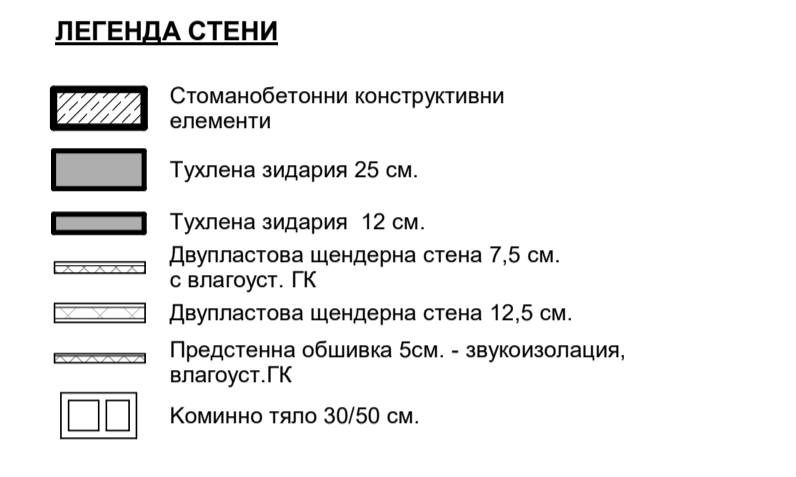 ЛЕГЕНДА СТЕНИ
Стоманобетонни конструктивни
елементи
Тухлена зидария 25 см.
Тухлена зидария  12 см.
Двупластова щендерна стена 7,5 см.
с влагоуст. ГК
Двупластова щендерна стена 12,5 см.
Предстенна обшивка 5см. - звукоизолация,
влагоуст.ГК
Коминно тяло 30/50 см.